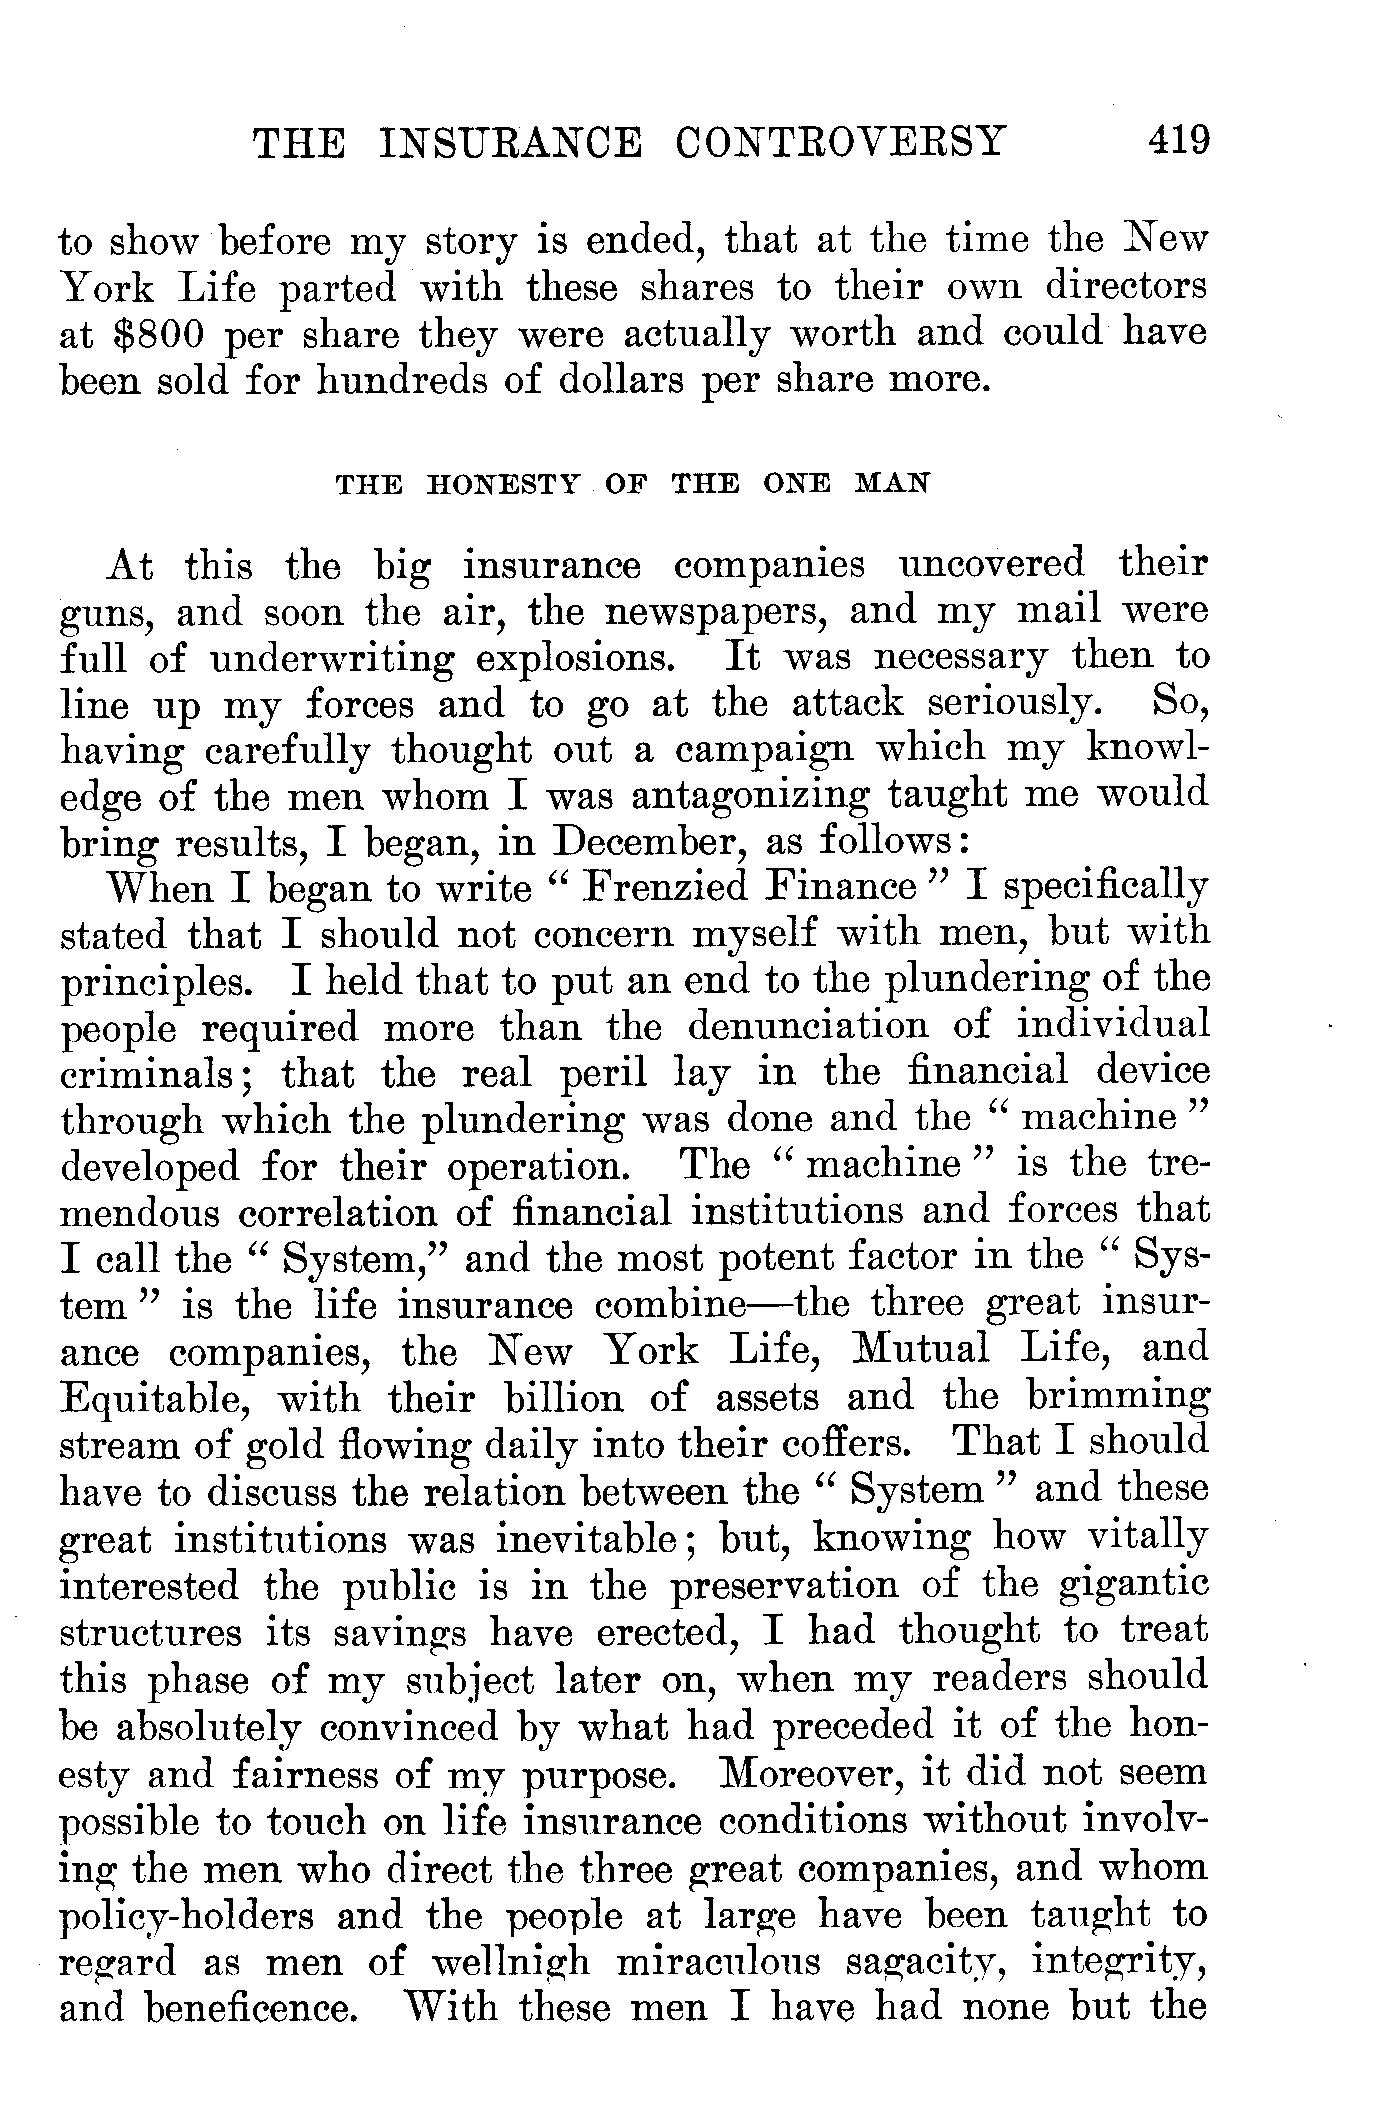 THE INSURANCE CONTROVERSY 419
to show before my story is ended, that at the time the New
York Life parted with these shares to their own directors
at $800 per share they were actually worth and could have
been sold for hundreds of dollars per share more.
THE HONESTY OF THE ONE MAN
At this the big insurance companies uncovered their
guns, and soon the air, the newspapers, and my mail were
full of underwriting explosions. It was necessary then to
line up my forces and to go at the attack seriously. So,
having carefully thought out a campaign which my knowl-
edge of the men whom I was antagonizing taught me would
bring results, I began, in December, as follows:
When I began to write “ Frenzied Finance ” I specifically
stated that I should not concern myself with men, but with
principles. I held that to put an end to the plundering of the
people required more than the denunciation of individual
criminals; that the real peril lay in the financial device
through which the plundering was done and the “ machine ”
developed for their operation. The “ machine ” is the tre-
mendous correlation of financial institutions and forces that
I call the “ System,” and the most potent factor in the “ Sys-
tem ” is the life insurance combine—the three great insur-
ance companies, the New York Life, Mutual Life, and
Equitable, with their billion of assets and the brimming
stream of gold flowing daily into their coffers. That I should
have to discuss the relation between the “ System ” and these
great institutions was inevitable; but, knowing how vitally
interested the public is in the preservation of the gigantic
structures its savings have erected, I had thought to treat
this phase of my subject later on, when my readers should
be absolutely convinced by what had preceded it of the hon-
esty and fairness of my purpose. Moreover, it did not seem
possible to touch on life insurance conditions without involv-
ing the men who direct the three great companies, and whom
policy-holders and the people at large have been taught to
regard as men of wellnigh miraculous sagacity, integrity,
and beneficence. With these men I have had none but the